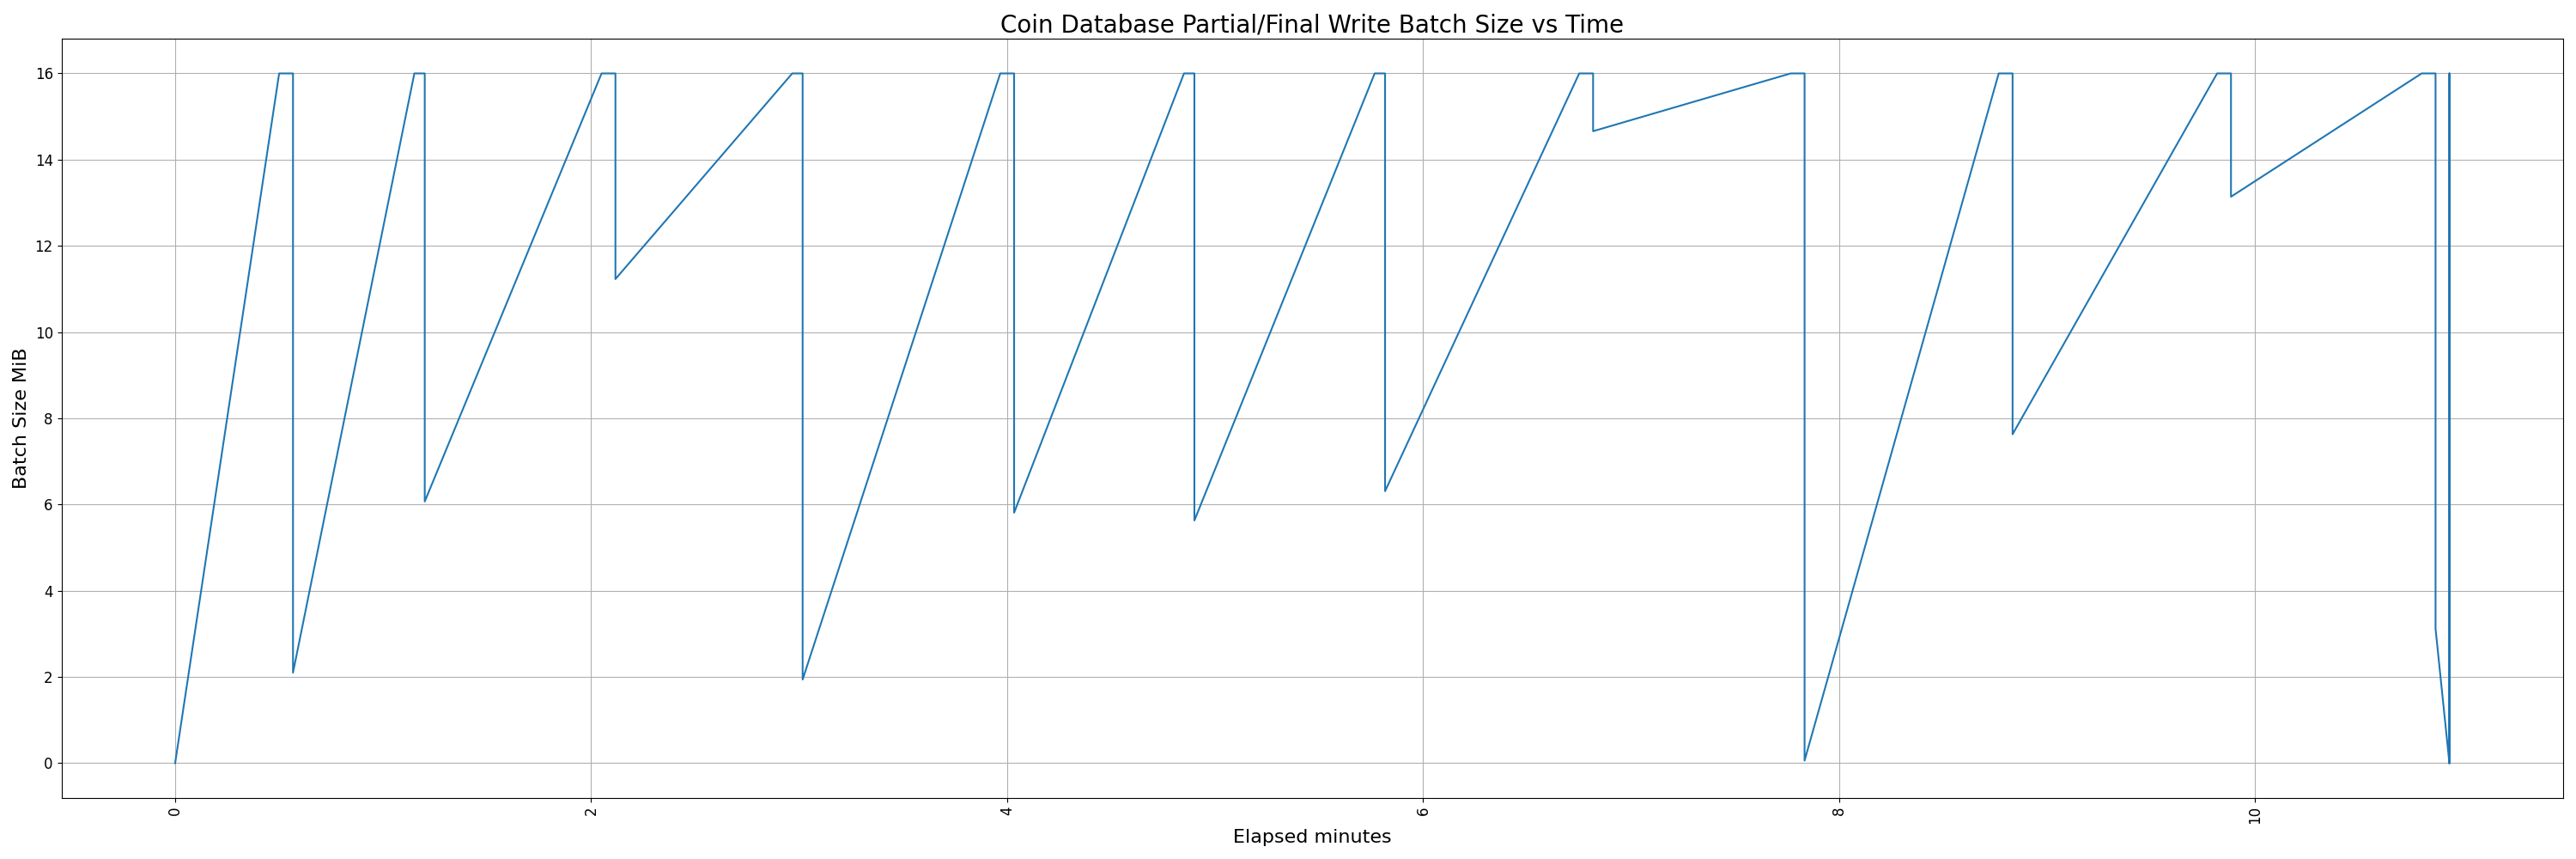 Coin Database Partial/Final Write Batch Size vs Time
16
14
12
10
8
6
4
2
0
Batch Size MiB
0 2 4 6 8 10
Elapsed minutes